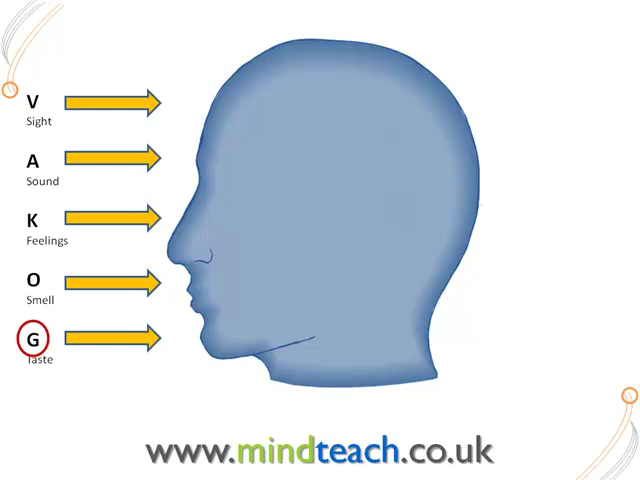 V
Sight
A
Sound
K
Feelings
O
Smell
G
Taste
www.mindteach.co.uk